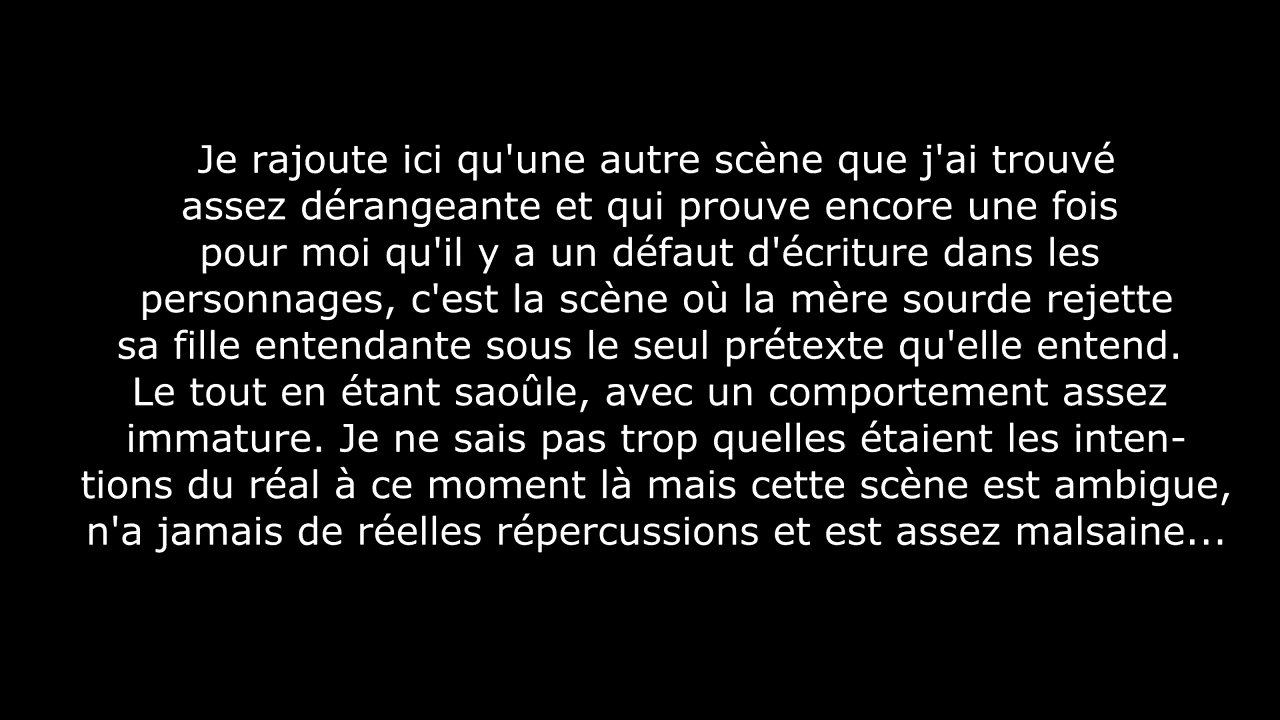 Je rajoute ici qu'une autre scène que j'ai trouvé
assez dérangeante et qui prouve encore une fois
pour moi qu'il y a un défaut d'écriture dans les
personnages, c'est la scène où la mère sourde rejette
sa fille entendante sous le seul prétexte qu'elle entend.
Le tout en étant saoûle, avec un comportement assez
immature. Je ne sais pas trop quelles étaient les inten-
tions du réal à ce moment là mais cette scène est ambigue,
n'a jamais de réelles répercussions et est assez malsaine...